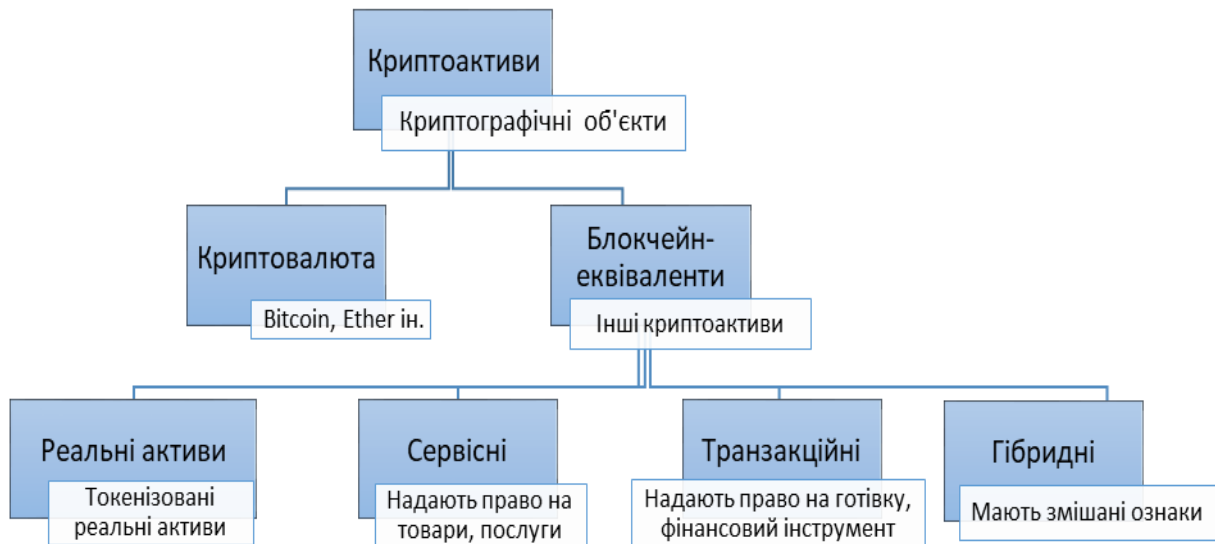 Криптоактиви
Криптографічні об'єкти
Криптовалюта
Bitcoin, Ether ін.
Блокчейн-
еквіваленти
Інші криптоактиви
Реальні активи
Токенізовані
реальні активи
Сервісні
Надають право на
товари, послуги
Транзакційні
Надають право на готівку,
фінансовий інструмент
Гібридні
Мають змішані ознаки